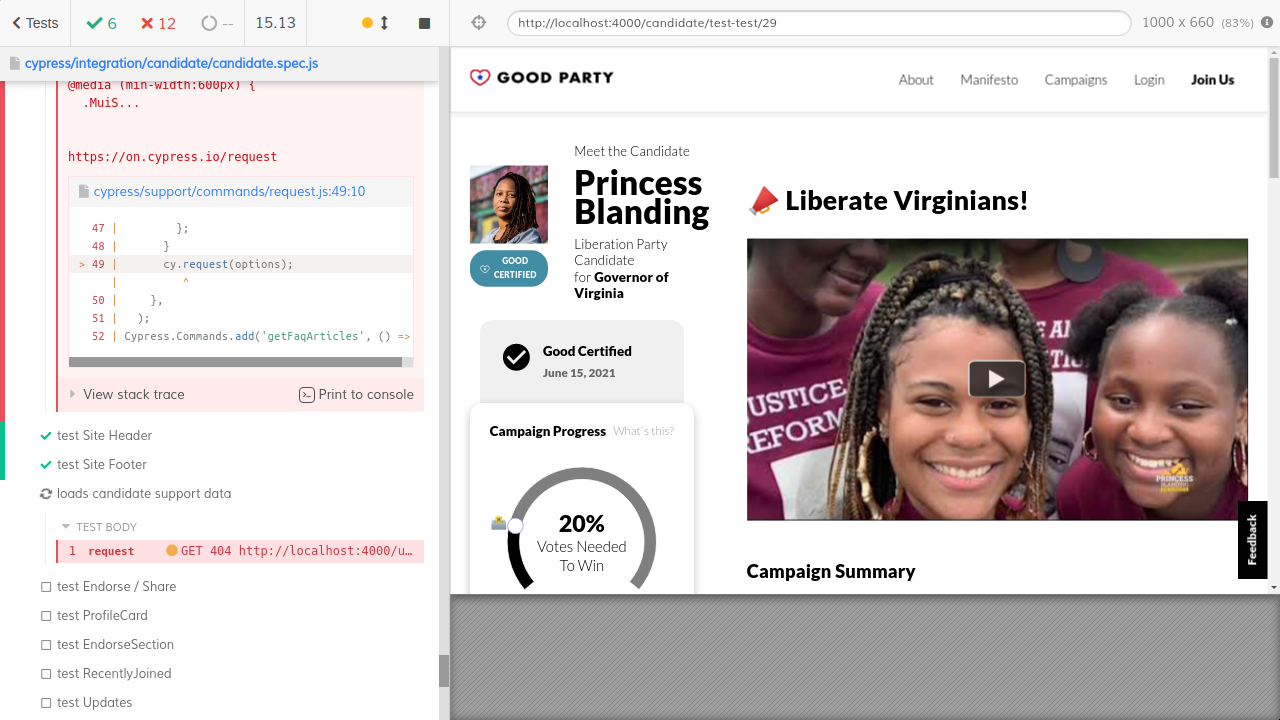 Tests
6
12
--
15.13
http://localhost:4000/candidate/test-test/29
1000 x 660 (83%)
cypress/integration/candidate/candidate.spec.js
@media (min-width:600px) {
.MuiS...
https://on.cypress.io/request
cypress/support/commands/request.js:49:10
47 | };
48 | }
> 49 | cy.request(options);
| ^
50 | },
51 | );
52 | Cypress.Commands.add('getFaqArticles', () =>
View stack trace
Print to console
test Site Header
test Site Footer
loads candidate support data
TEST BODY
1 request GET 404 http://localhost:4000/u...
test Endorse / Share
test ProfileCard
test EndorseSection
test RecentlyJoined
test Updates
GOOD PARTY
About
Manifesto
Campaigns
Login
Join Us
Meet the Candidate
Princess
Blanding
Liberation Party
Candidate
for Governor of
Virginia
GOOD
CERTIFIED
Good Certified
June 15, 2021
Campaign Progress What's this?
20%
Votes Needed
To Win
Liberate Virginians!
JUSTICE
REFORM
PRINCESS
BLANDING
Feedback
Campaign Summary